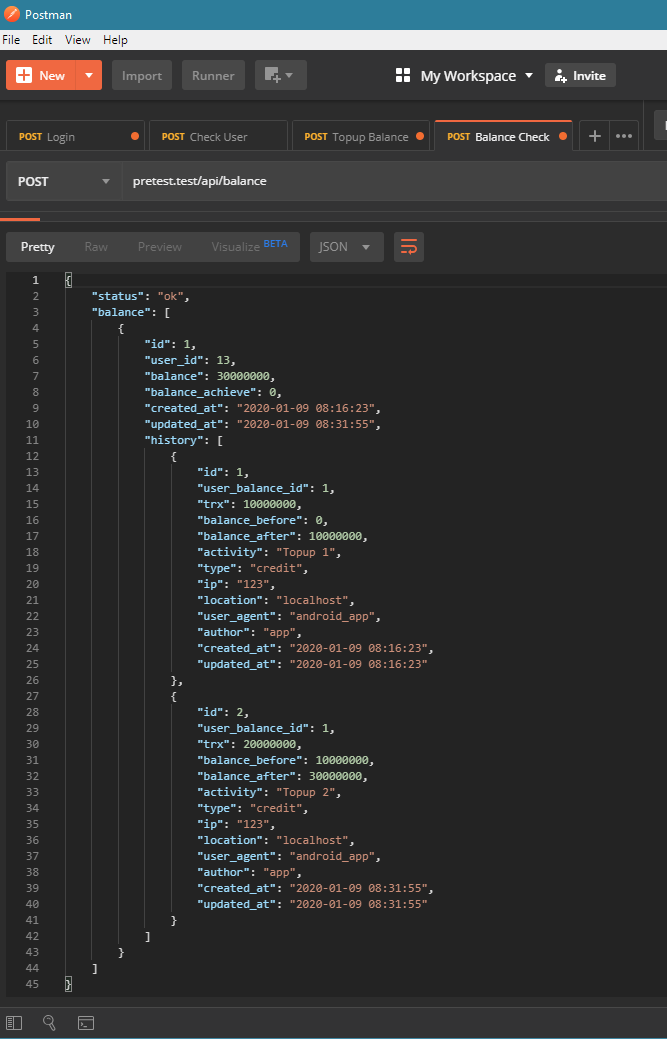 Postman
File Edit View Help
New Import Runner My Workspace Invite
POST Login POST Check User POST Topup Balance POST Balance Check
POST pretest.test/api/balance
Pretty Raw Preview Visualize BETA JSON
1 {
2 "status": "ok",
3 "balance": [
4 {
5 "id": 1,
6 "user_id": 13,
7 "balance": 30000000,
8 "balance_achieve": 0,
9 "created_at": "2020-01-09 08:16:23",
10 "updated_at": "2020-01-09 08:31:55",
11 "history": [
12 {
13 "id": 1,
14 "user_balance_id": 1,
15 "trx": 10000000,
16 "balance_before": 0,
17 "balance_after": 10000000,
18 "activity": "Topup 1",
19 "type": "credit",
20 "ip": "123",
21 "location": "localhost",
22 "user_agent": "android_app",
23 "author": "app",
24 "created_at": "2020-01-09 08:16:23",
25 "updated_at": "2020-01-09 08:16:23"
26 },
27 {
28 "id": 2,
29 "user_balance_id": 1,
30 "trx": 20000000,
31 "balance_before": 10000000,
32 "balance_after": 30000000,
33 "activity": "Topup 2",
34 "type": "credit",
35 "ip": "123",
36 "location": "localhost",
37 "user_agent": "android_app",
38 "author": "app",
39 "created_at": "2020-01-09 08:31:55",
40 "updated_at": "2020-01-09 08:31:55"
41 }
42 ]
43 }
44 ]
45 }